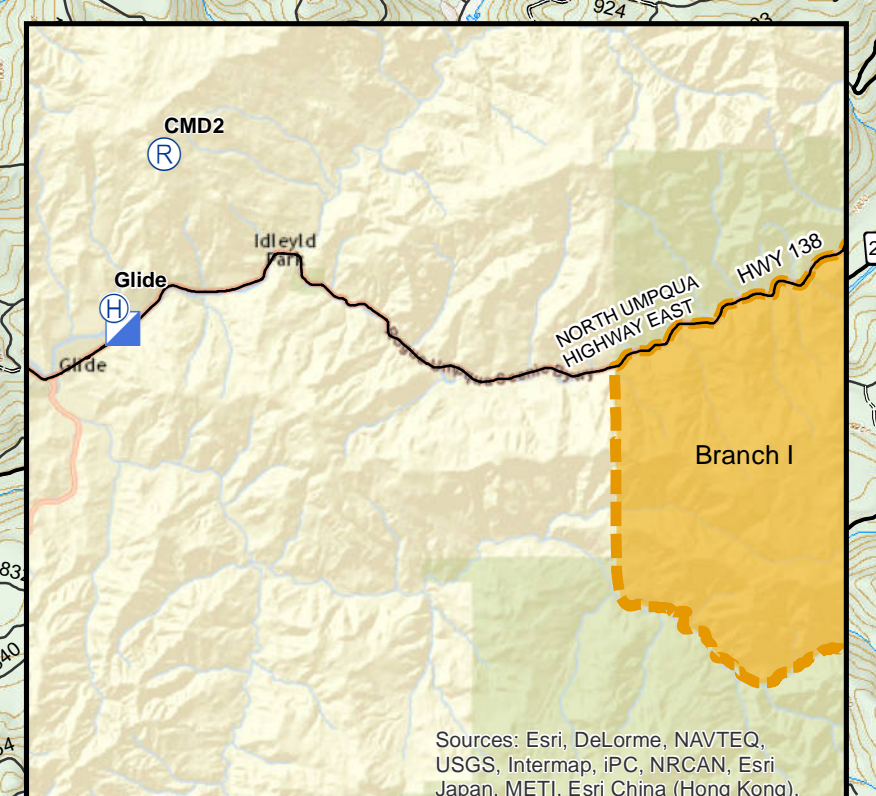 924
CMD2
R
Idleyld
Park
HWY 138
Glide
H
NORTH UMPQUA
HIGHWAY EAST
Glide
Branch I
Sources: Esri, DeLorme, NAVTEQ,
USGS, Intermap, iPC, NRCAN, Esri
Japan, METI, Esri China (Hong Kong),